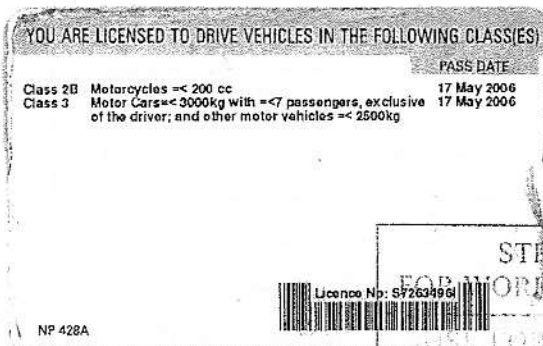 YOU ARE LICENSED TO DRIVE VEHICLES IN THE FOLLOWING CLASS(ES)
PASS DATE
Class 2B Motorcycles =< 200 cc 17 May 2006
Class 3 Motor Cars=< 3000kg with =<7 passengers, exclusive 17 May 2006
of the driver; and other motor vehicles =< 2500kg
FOR WOR
Licence No: S7263496I
NP 428A